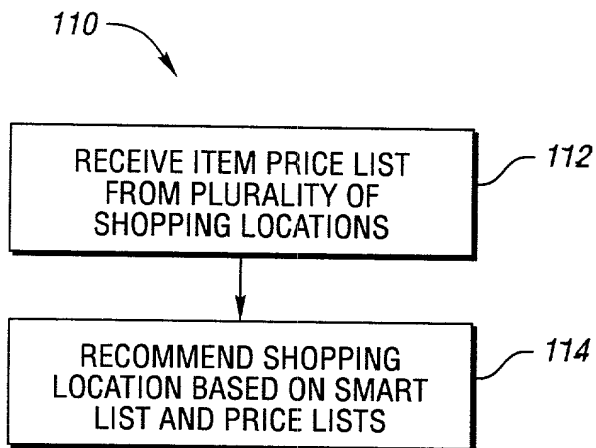 110
RECEIVE ITEM PRICE LIST
FROM PLURALITY OF
SHOPPING LOCATIONS
112
RECOMMEND SHOPPING
LOCATION BASED ON SMART
LIST AND PRICE LISTS
114